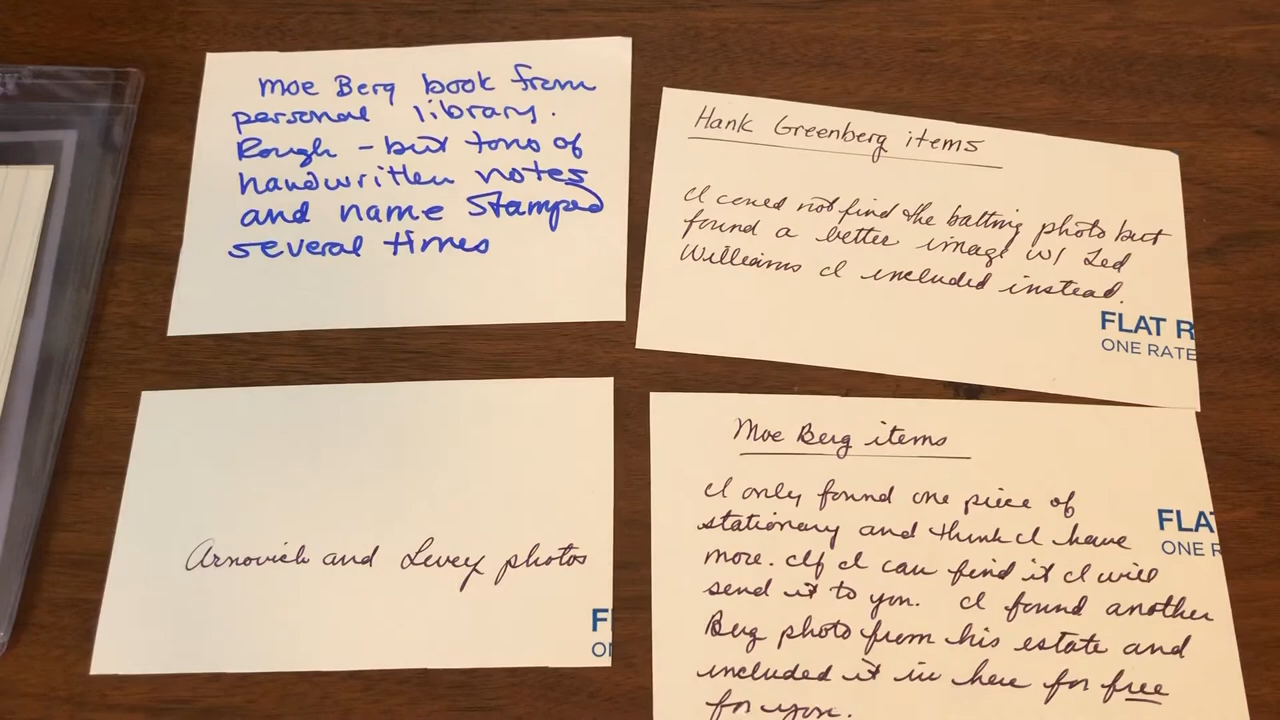 Moe Berg book from
personal library.
Rough - but tons of
handwritten notes
and name stamped
several times
Hank Greenberg items
I coued not find the batting photo but
found a better image w/ Ted
Williams I included instead.
FLAT R
ONE RATE
Arnovich and Levey photos
F
ON
Moe Berg items
I only found one piece of
stationary and think I have
more. If I can find it I will
send it to you. I found another
Berg photo from his estate and
included it in here for free
for you.
FLAT
ONE R